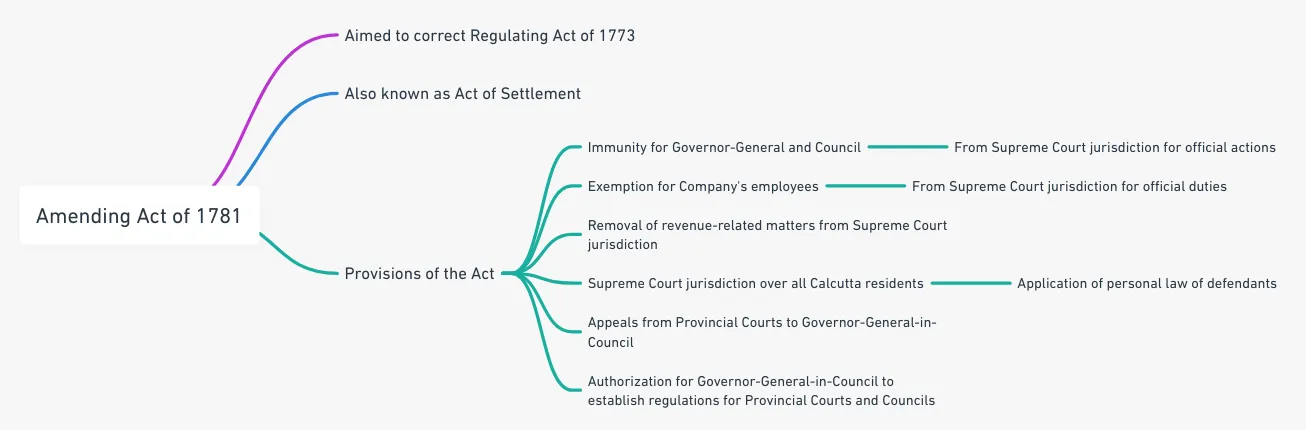 Aimed to correct Regulating Act of 1773
Also known as Act of Settlement
Amending Act of 1781
Provisions of the Act
Immunity for Governor-General and Council
From Supreme Court jurisdiction for official actions
Exemption for Company's employees
From Supreme Court jurisdiction for official duties
Removal of revenue-related matters from Supreme Court
jurisdiction
Supreme Court jurisdiction over all Calcutta residents
Application of personal law of defendants
Appeals from Provincial Courts to Governor-General-in-
Council
Authorization for Governor-General-in-Council to
establish regulations for Provincial Courts and Councils